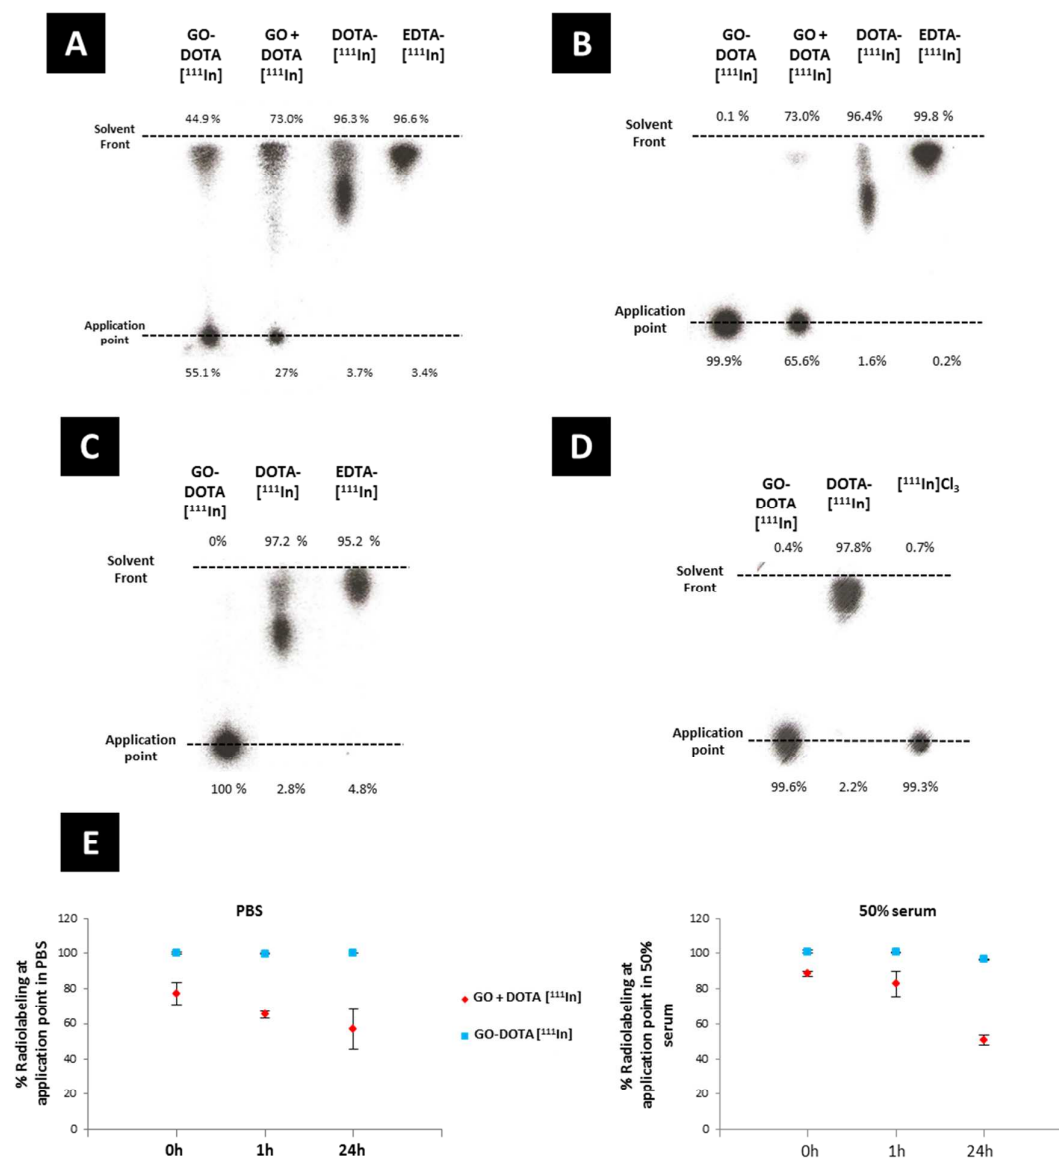 A
GO- GO + DOTA- EDTA-
DOTA DOTA [¹¹¹In] [¹¹¹In]
[¹¹¹In] [¹¹¹In]
44.9 % 73.0% 96.3% 96.6%
Solvent
Front
Application
point
55.1% 27% 3.7% 3.4%
B
GO- GO + DOTA- EDTA-
DOTA DOTA [¹¹¹In] [¹¹¹In]
[¹¹¹In] [¹¹¹In]
0.1 % 73.0% 96.4% 99.8 %
Solvent
Front
Application
point
99.9% 65.6% 1.6% 0.2%
C
GO- DOTA- EDTA-
DOTA [¹¹¹In] [¹¹¹In]
[¹¹¹In]
0% 97.2 % 95.2 %
Solvent
Front
Application
point
100 % 2.8% 4.8%
D
GO- DOTA- [¹¹¹In]Cl₃
DOTA [¹¹¹In]
[¹¹¹In]
0.4% 97.8% 0.7%
Solvent
Front
Application
point
99.6% 2.2% 99.3%
E
PBS
% Radiolabeling at
application point in PBS
120
100
80
60
40
20
0
0h 1h 24h
GO + DOTA [¹¹¹In]
GO-DOTA [¹¹¹In]
50% serum
% Radiolabeling at
application point in 50%
serum
120
100
80
60
40
20
0
0h 1h 24h